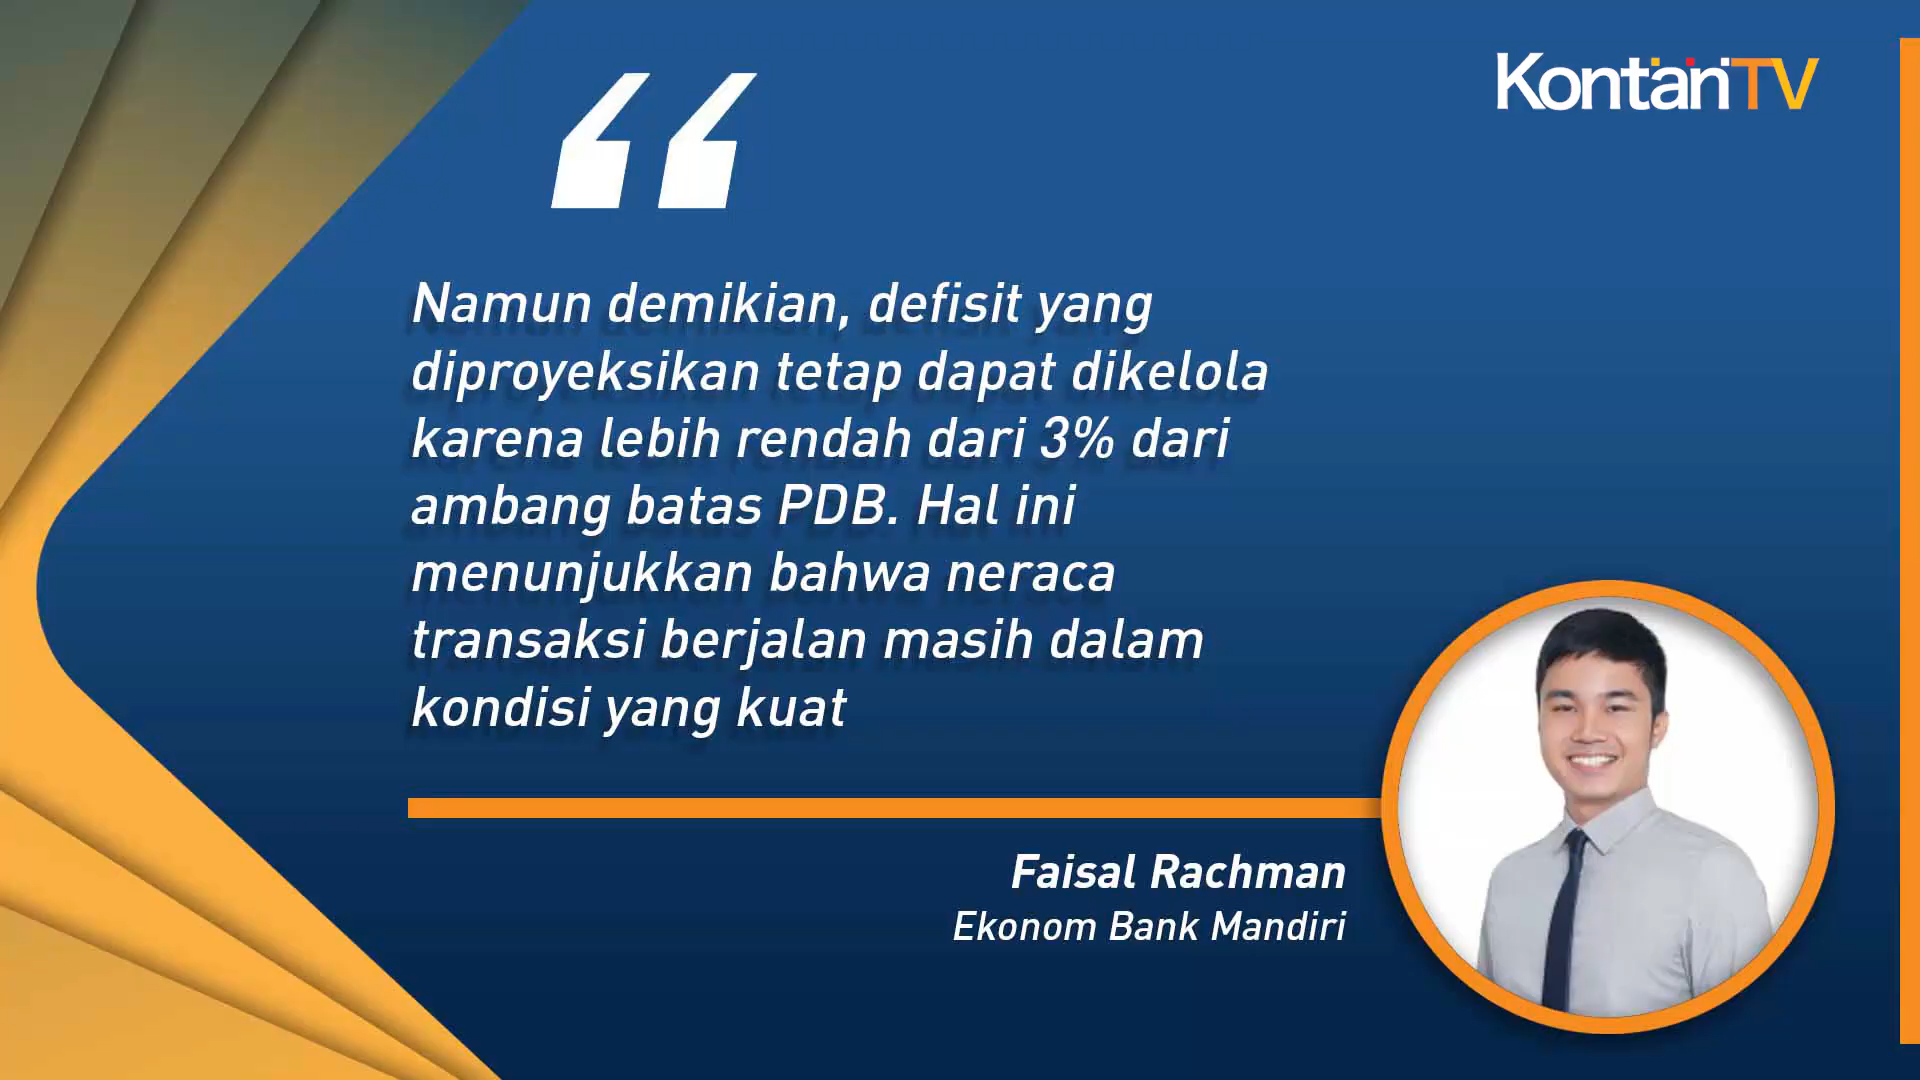 KontanTV
Namun demikian, defisit yang
diproyeksikan tetap dapat dikelola
karena lebih rendah dari 3% dari
ambang batas PDB. Hal ini
menunjukkan bahwa neraca
transaksi berjalan masih dalam
kondisi yang kuat
Faisal Rachman
Ekonom Bank Mandiri